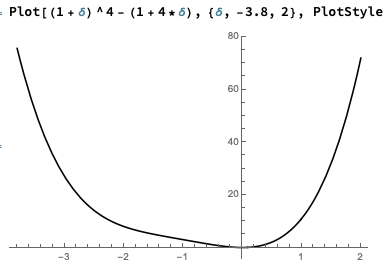 Plot[(1 + δ)^4 - (1 + 4 * δ), {δ, -3.8, 2}, PlotStyle
80
60
40
20
-3 -2 -1 1 2